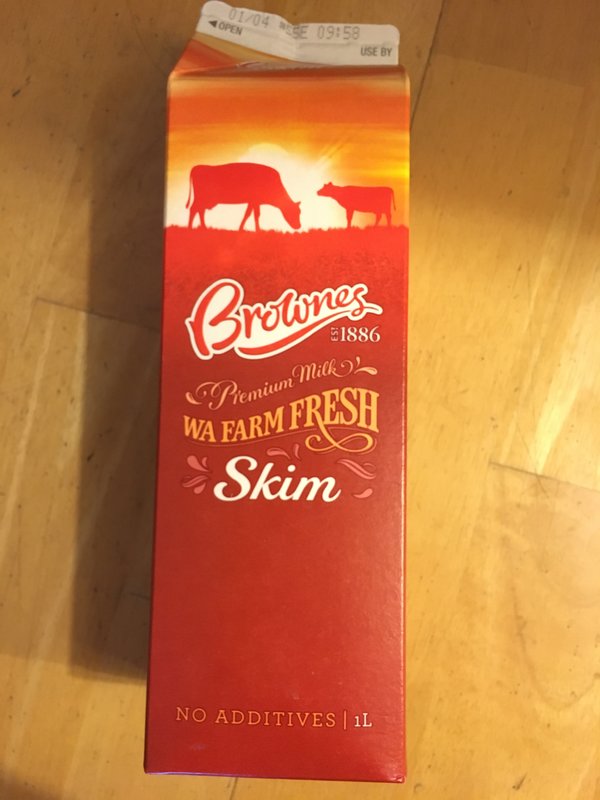 01/04 09:58
◀OPEN
USE BY
Brownes
EST 1886
Premium Milk
WA FARM FRESH
Skim
NO ADDITIVES | 1L